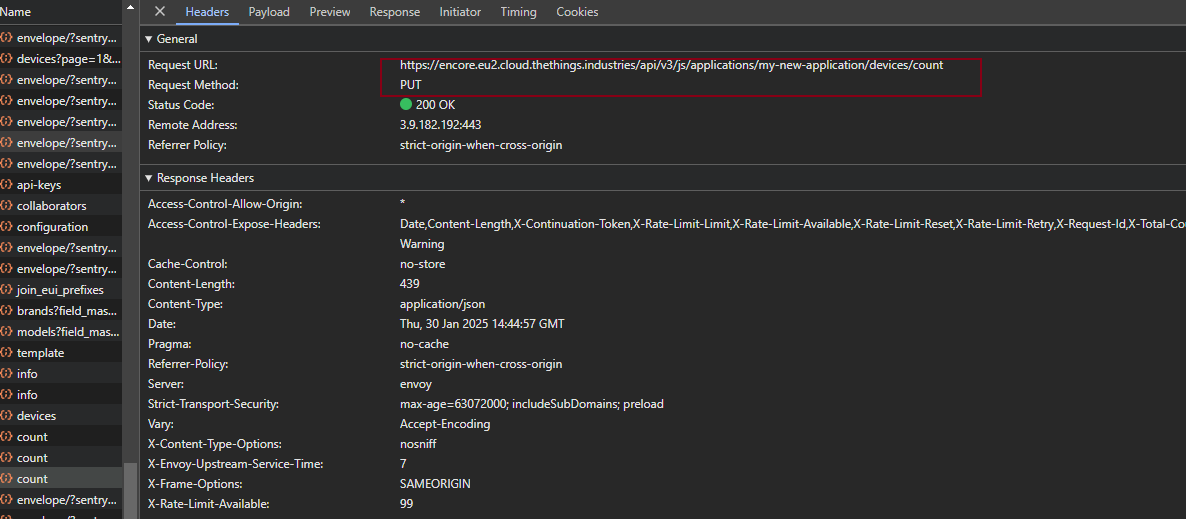 Name
Headers Payload Preview Response Initiator Timing Cookies
envelope/?sentry...
devices?page=1&...
envelope/?sentry...
envelope/?sentry...
envelope/?sentry...
envelope/?sentry...
envelope/?sentry...
api-keys
collaborators
configuration
envelope/?sentry...
envelope/?sentry...
join_eui_prefixes
brands?field_mas...
models?field_mas...
template
info
info
devices
count
count
count
envelope/?sentry...
General
Request URL: https://encore.eu2.cloud.thethings.industries/api/v3/js/applications/my-new-application/devices/count
Request Method: PUT
Status Code: 200 OK
Remote Address: 3.9.182.192:443
Referrer Policy: strict-origin-when-cross-origin
Response Headers
Access-Control-Allow-Origin: *
Access-Control-Expose-Headers: Date,Content-Length,X-Continuation-Token,X-Rate-Limit-Limit,X-Rate-Limit-Available,X-Rate-Limit-Reset,X-Rate-Limit-Retry,X-Request-Id,X-Total-Cou
Warning
Cache-Control: no-store
Content-Length: 439
Content-Type: application/json
Date: Thu, 30 Jan 2025 14:44:57 GMT
Pragma: no-cache
Referrer-Policy: strict-origin-when-cross-origin
Server: envoy
Strict-Transport-Security: max-age=63072000; includeSubDomains; preload
Vary: Accept-Encoding
X-Content-Type-Options: nosniff
X-Envoy-Upstream-Service-Time: 7
X-Frame-Options: SAMEORIGIN
X-Rate-Limit-Available: 99